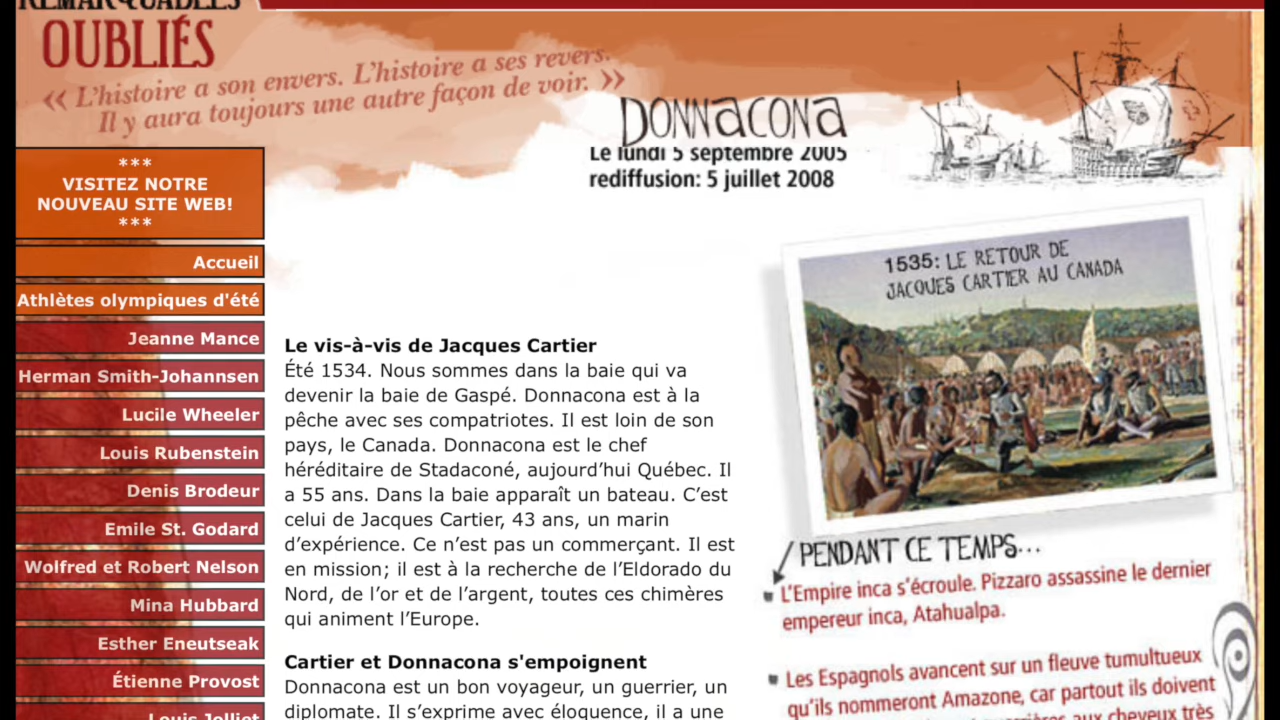 REMARQUABLES
OUBLIÉS
« L'histoire a son envers. L'histoire a ses revers.
Il y aura toujours une autre façon de voir. »
DONNACONA
Le lundi 5 septembre 2005
rediffusion: 5 juillet 2008
***
VISITEZ NOTRE
NOUVEAU SITE WEB!
***
Accueil
Athlètes olympiques d'été
Jeanne Mance
Herman Smith-Johannsen
Lucile Wheeler
Louis Rubenstein
Denis Brodeur
Emile St. Godard
Wolfred et Robert Nelson
Mina Hubbard
Esther Eneutseak
Étienne Provost
Louis Jolliet
Le vis-à-vis de Jacques Cartier
Été 1534. Nous sommes dans la baie qui va
devenir la baie de Gaspé. Donnacona est à la
pêche avec ses compatriotes. Il est loin de son
pays, le Canada. Donnacona est le chef
héréditaire de Stadaconé, aujourd’hui Québec. Il
a 55 ans. Dans la baie apparaît un bateau. C’est
celui de Jacques Cartier, 43 ans, un marin
d’expérience. Ce n’est pas un commerçant. Il est
en mission; il est à la recherche de l’Eldorado du
Nord, de l’or et de l’argent, toutes ces chimères
qui animent l’Europe.
Cartier et Donnacona s'empoignent
Donnacona est un bon voyageur, un guerrier, un
diplomate. Il s’exprime avec éloquence, il a une
1535: LE RETOUR DE
JACQUES CARTIER AU CANADA
PENDANT CE TEMPS...
L’Empire inca s’écroule. Pizzaro assassine le dernier
empereur inca, Atahualpa.
Les Espagnols avancent sur un fleuve tumultueux
qu’ils nommeront Amazone, car partout ils doivent
aux cheveux très